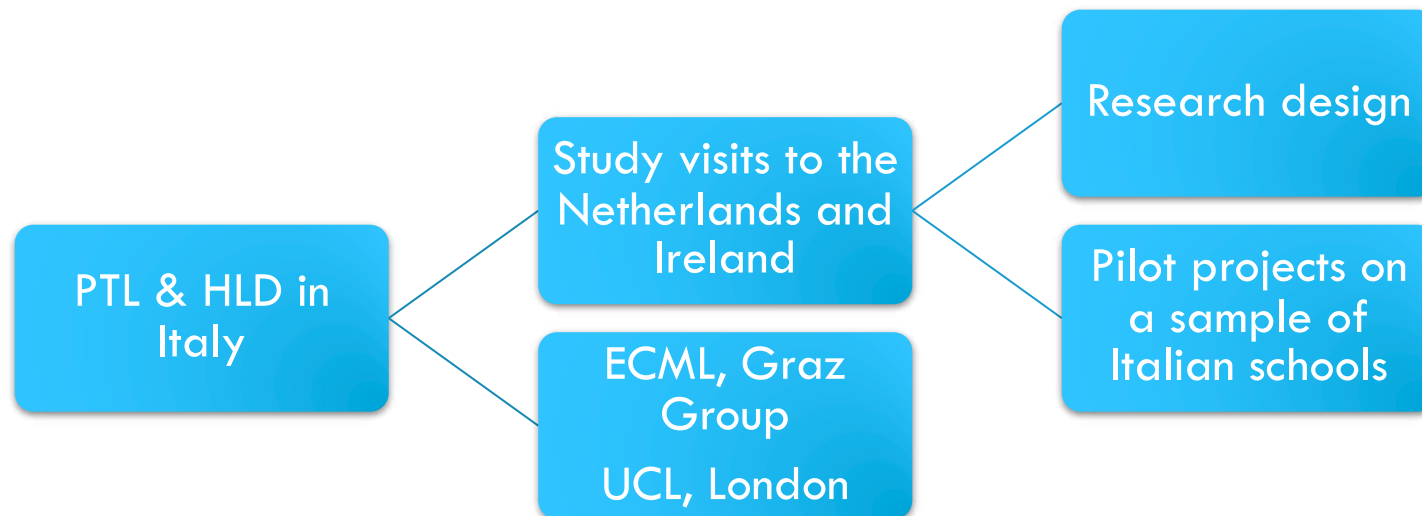 PTL & HLD in
Italy
Study visits to the
Netherlands and
Ireland
ECML, Graz
Group
UCL, London
Research design
Pilot projects on
a sample of
Italian schools